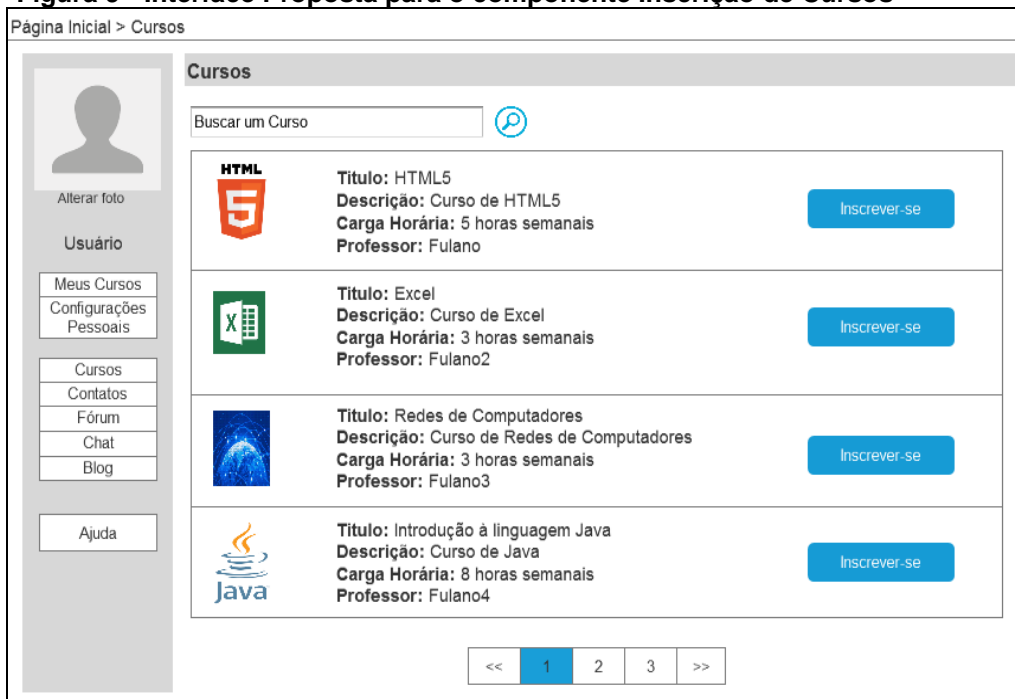 Figura 9 - Interface Proposta para o componente Inscrição de Cursos
Página Inicial > Cursos
Alterar foto
Usuário
Meus Cursos
Configurações
Pessoais
Cursos
Contatos
Fórum
Chat
Blog
Ajuda
Cursos
Buscar um Curso
HTML
5
Titulo: HTML5
Descrição: Curso de HTML5
Carga Horária: 5 horas semanais
Professor: Fulano
Inscrever-se
X
Titulo: Excel
Descrição: Curso de Excel
Carga Horária: 3 horas semanais
Professor: Fulano2
Inscrever-se
Titulo: Redes de Computadores
Descrição: Curso de Redes de Computadores
Carga Horária: 3 horas semanais
Professor: Fulano3
Inscrever-se
Java
Titulo: Introdução à linguagem Java
Descrição: Curso de Java
Carga Horária: 8 horas semanais
Professor: Fulano4
Inscrever-se
<< 1 2 3 >>